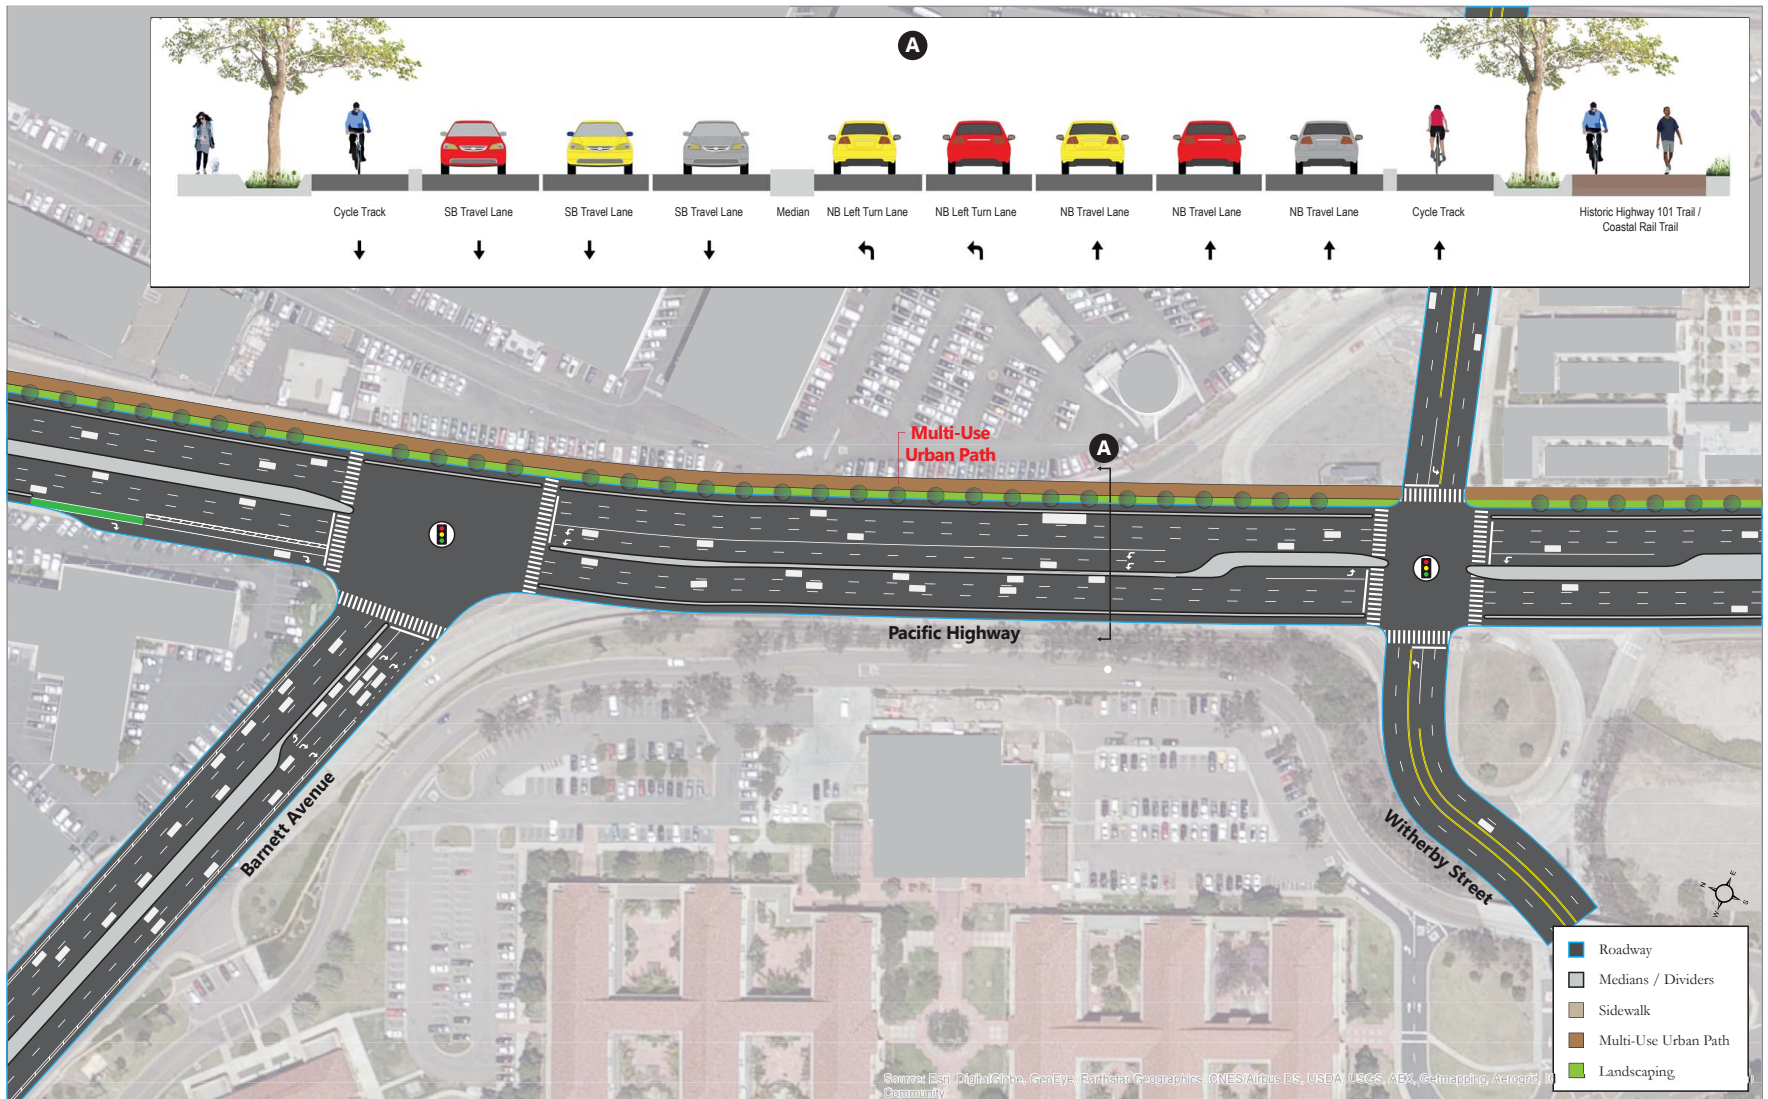 A
Cycle Track
SB Travel Lane
SB Travel Lane
SB Travel Lane
Median
NB Left Turn Lane
NB Left Turn Lane
NB Travel Lane
NB Travel Lane
NB Travel Lane
Cycle Track
Historic Highway 101 Trail /
Coastal Rail Trail
Multi-Use
Urban Path
A
Pacific Highway
Barnett Avenue
Witherby Street
N
E
S
W
Roadway
Medians / Dividers
Sidewalk
Multi-Use Urban Path
Landscaping
Source: Esri, DigitalGlobe, GeoEye, Earthstar Geographics, CNES/Airbus DS, USDA, USGS, AEX, Getmapping, Aerogrid,
Community